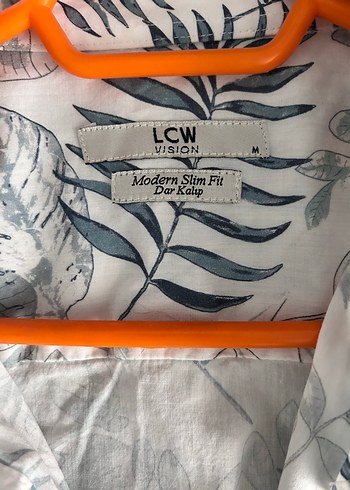 LCW
VISION M
Modern Slim Fit
Dar Kalıp